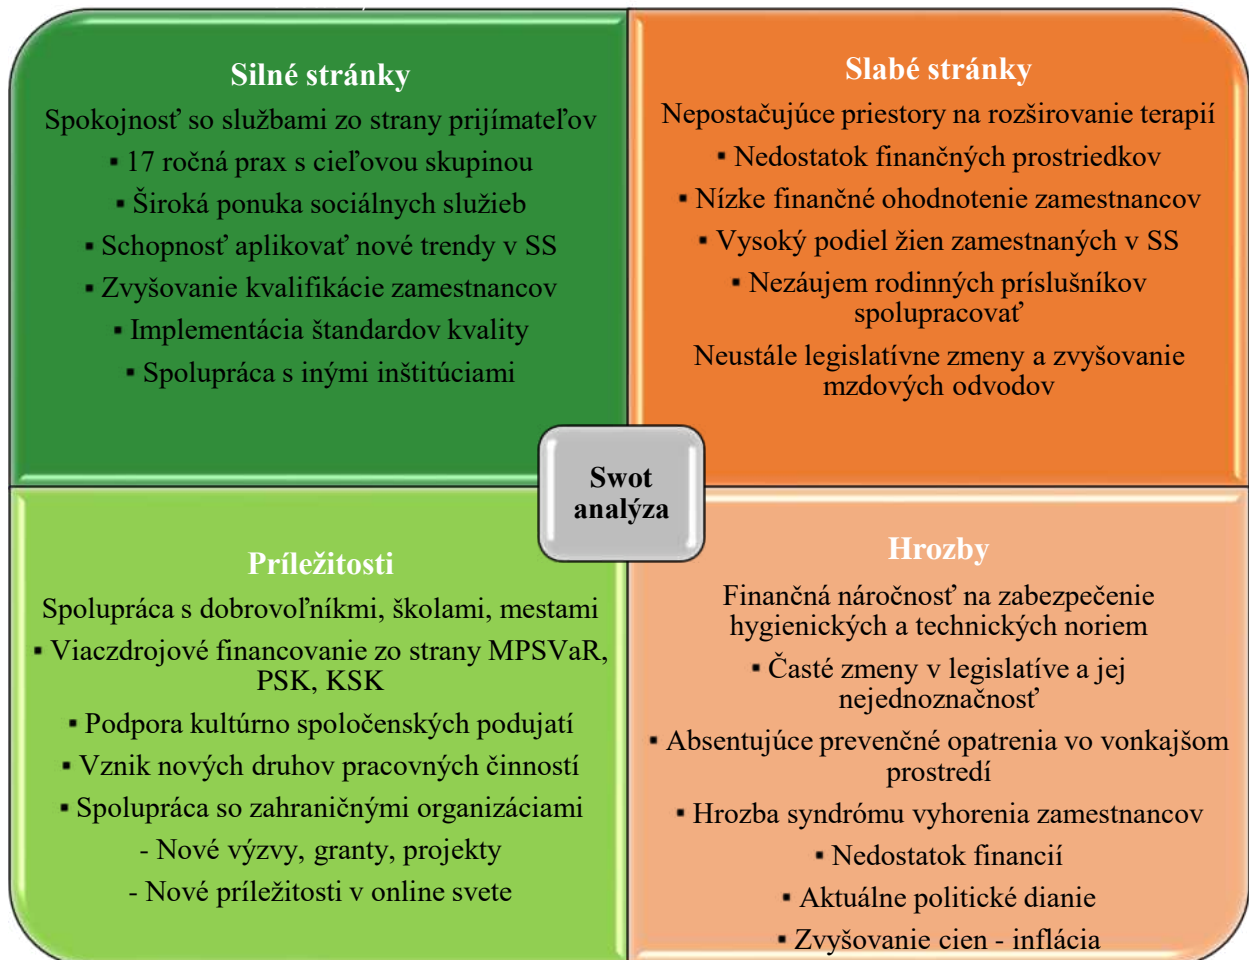 Silné stránky
Spokojnosť so službami zo strany prijímateľov
▪ 17 ročná prax s cieľovou skupinou
▪ Široká ponuka sociálnych služieb
▪ Schopnosť aplikovať nové trendy v SS
▪ Zvyšovanie kvalifikácie zamestnancov
▪ Implementácia štandardov kvality
▪ Spolupráca s inými inštitúciami
Slabé stránky
Nepostačujúce priestory na rozširovanie terapií
▪ Nedostatok finančných prostriedkov
▪ Nízke finančné ohodnotenie zamestnancov
▪ Vysoký podiel žien zamestnaných v SS
▪ Nezáujem rodinných príslušníkov
spolupracovať
Neustále legislatívne zmeny a zvyšovanie
mzdových odvodov
Swot
analýza
Príležitosti
Spolupráca s dobrovoľníkmi, školami, mestami
▪ Viaczdrojové financovanie zo strany MPSVaR,
PSK, KSK
▪ Podpora kultúrno spoločenských podujatí
▪ Vznik nových druhov pracovných činností
▪ Spolupráca so zahraničnými organizáciami
- Nové výzvy, granty, projekty
- Nové príležitosti v online svete
Hrozby
Finančná náročnosť na zabezpečenie
hygienických a technických noriem
▪ Časté zmeny v legislatíve a jej
nejednoznačnosť
▪ Absentujúce prevenčné opatrenia vo vonkajšom
prostredí
▪ Hrozba syndrómu vyhorenia zamestnancov
▪ Nedostatok financií
▪ Aktuálne politické dianie
▪ Zvyšovanie cien - inflácia